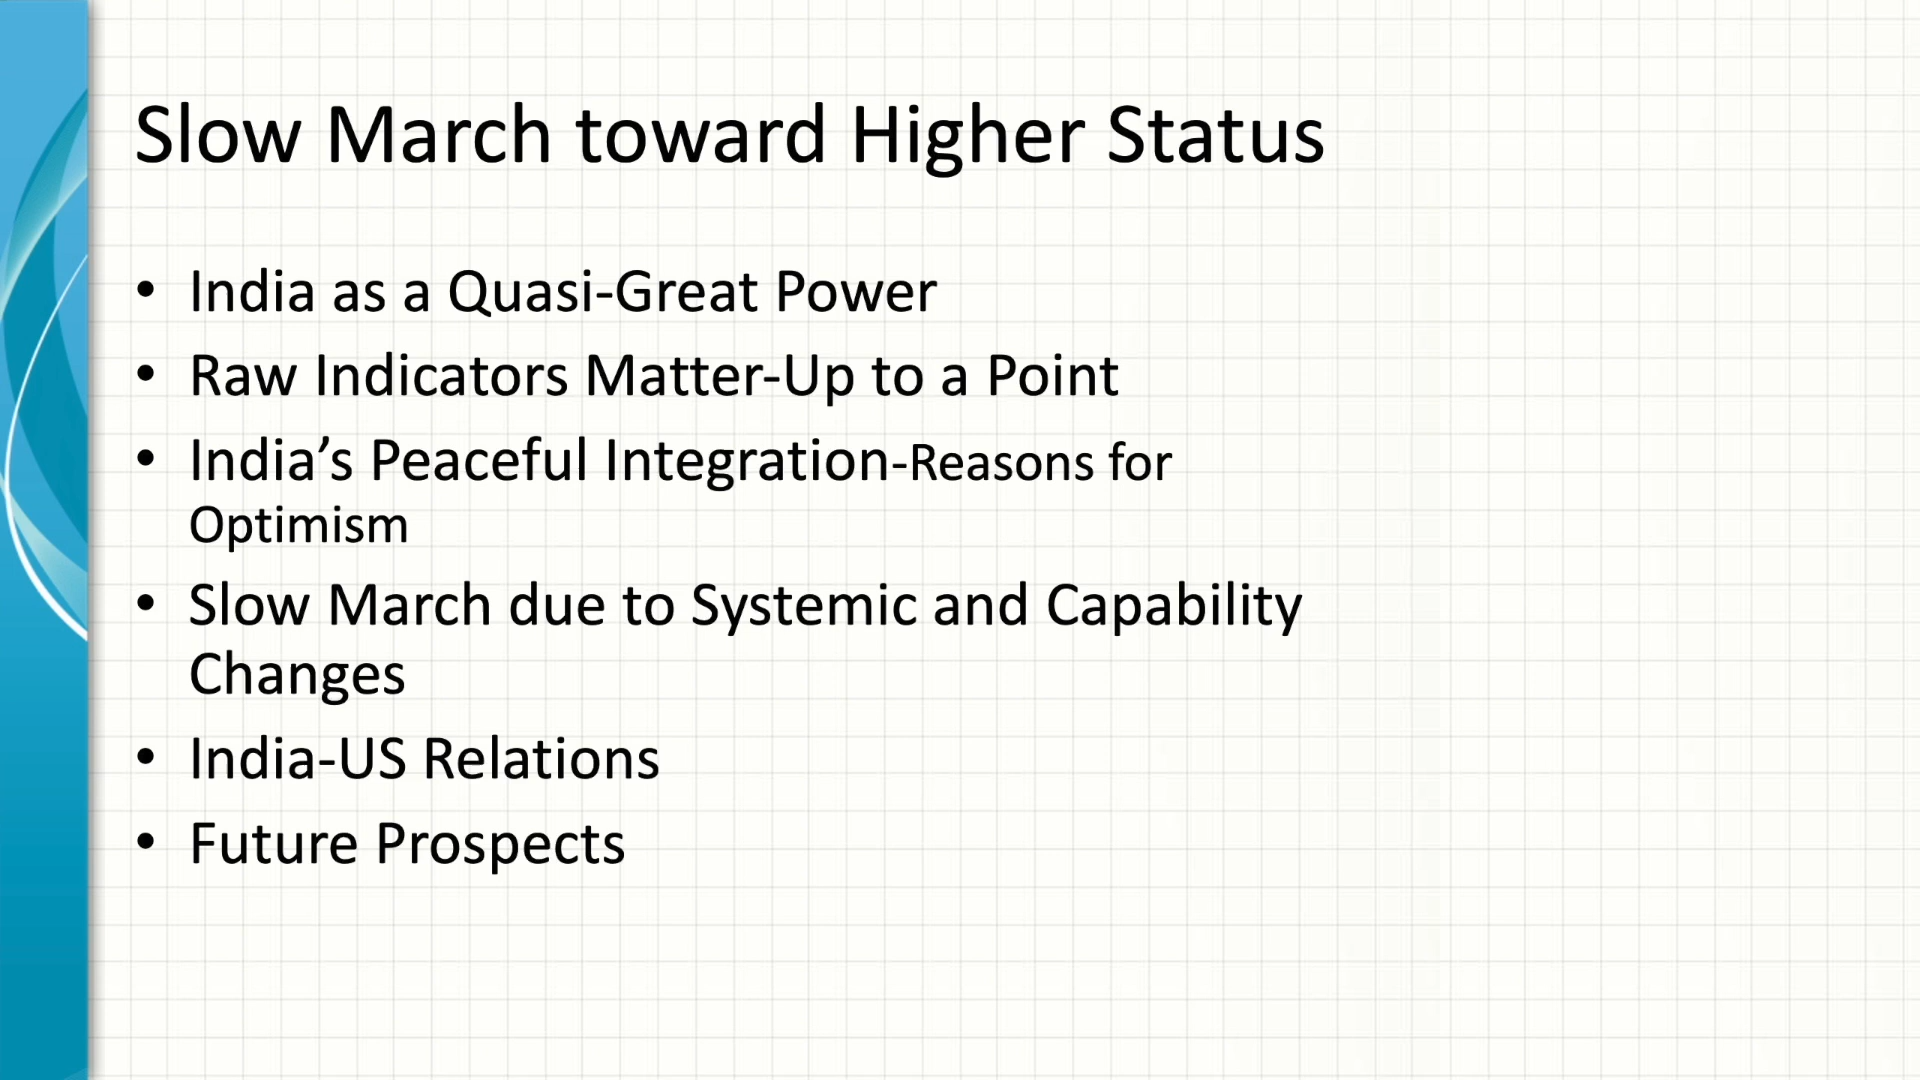 Slow March toward Higher Status
• India as a Quasi-Great Power
• Raw Indicators Matter-Up to a Point
• India’s Peaceful Integration-Reasons for
Optimism
• Slow March due to Systemic and Capability
Changes
• India-US Relations
• Future Prospects